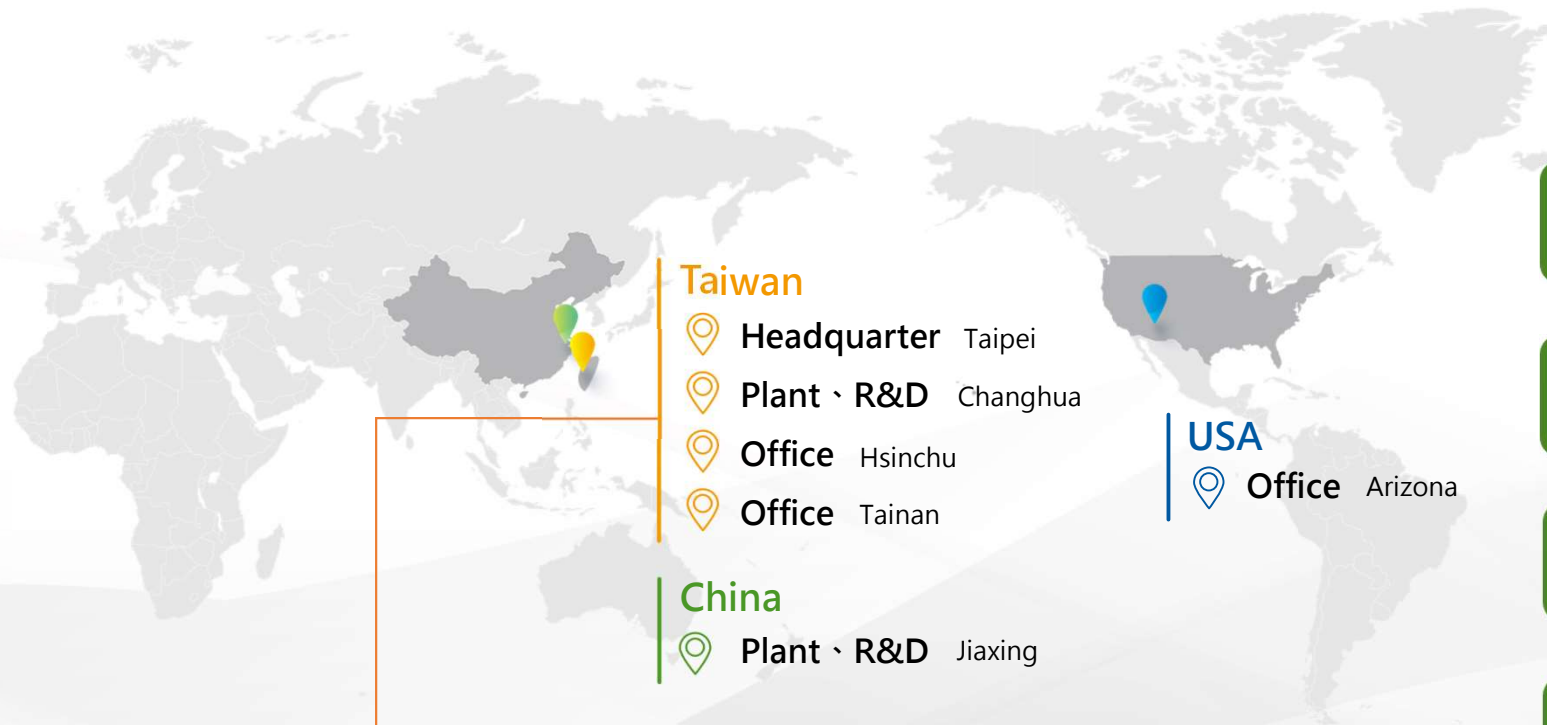 Taiwan
Headquarter Taipei
Plant、R&D Changhua
Office Hsinchu
Office Tainan
China
Plant、R&D Jiaxing
USA
Office Arizona